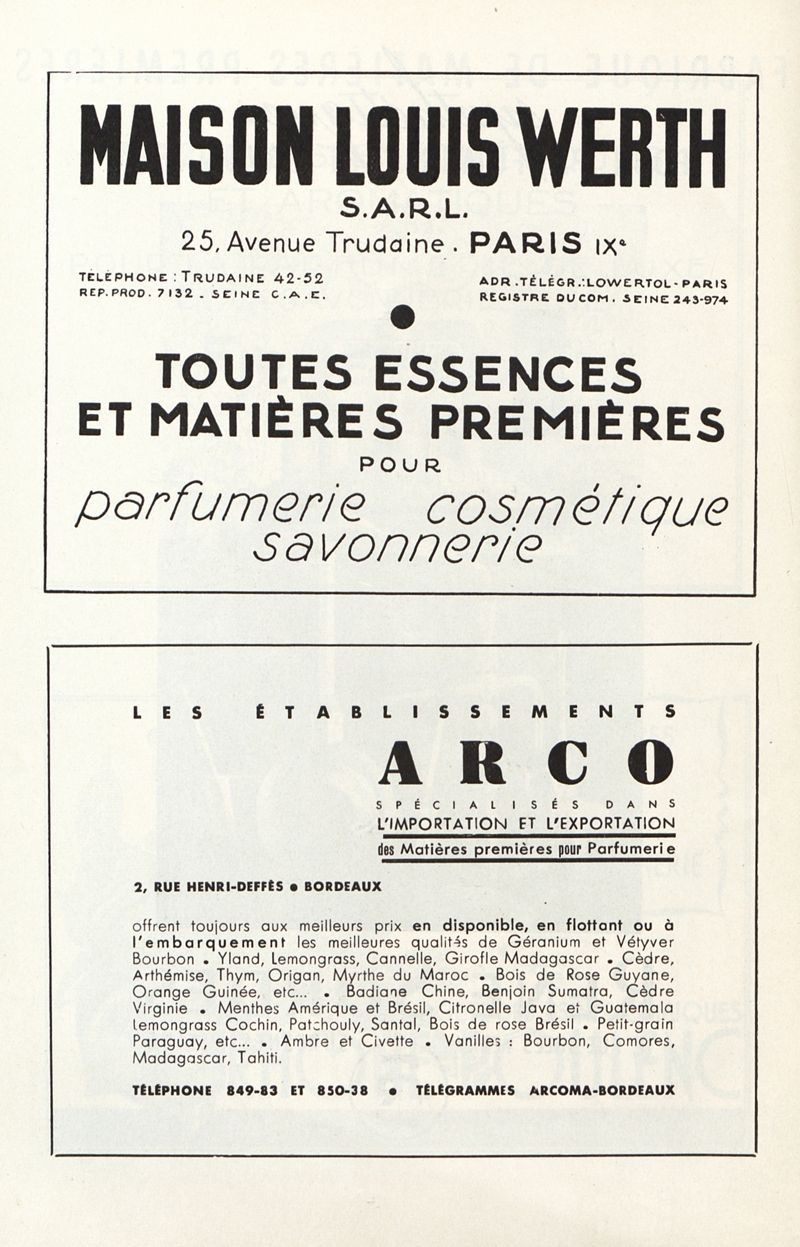 MAISON LOUIS WERTH
S.A.R.L.
25, Avenue Trudaine . PARIS IXe
TÉLÉPHONE : TRUDAINE 42-52
REP. PROD. 7132 . SEINE C.A.E.
ADR. TÉLÉGR.: LOWERTOL - PARIS
REGISTRE DU COM. SEINE 243-974
TOUTES ESSENCES
ET MATIÈRES PREMIÈRES
POUR
parfumerie cosmétique
savonnerie
LES ÉTABLISSEMENTS
ARCO
SPÉCIALISÉS DANS
L'IMPORTATION ET L'EXPORTATION
des Matières premières pour Parfumerie
2, RUE HENRI-DEFFÈS • BORDEAUX
offrent toujours aux meilleurs prix en disponible, en flottant ou à
l'embarquement les meilleures qualités de Géranium et Vétyver
Bourbon • Yland, Lemongrass, Cannelle, Girofle Madagascar • Cèdre,
Arthémise, Thym, Origan, Myrthe du Maroc • Bois de Rose Guyane,
Orange Guinée, etc... • Badiane Chine, Benjoin Sumatra, Cèdre
Virginie • Menthes Amérique et Brésil, Citronelle Java et Guatemala
Lemongrass Cochin, Patchouly, Santal, Bois de rose Brésil • Petit-grain
Paraguay, etc... • Ambre et Civette • Vanilles : Bourbon, Comores,
Madagascar, Tahiti.
TÉLÉPHONE 849-83 ET 850-38 • TÉLÉGRAMMES ARCOMA-BORDEAUX